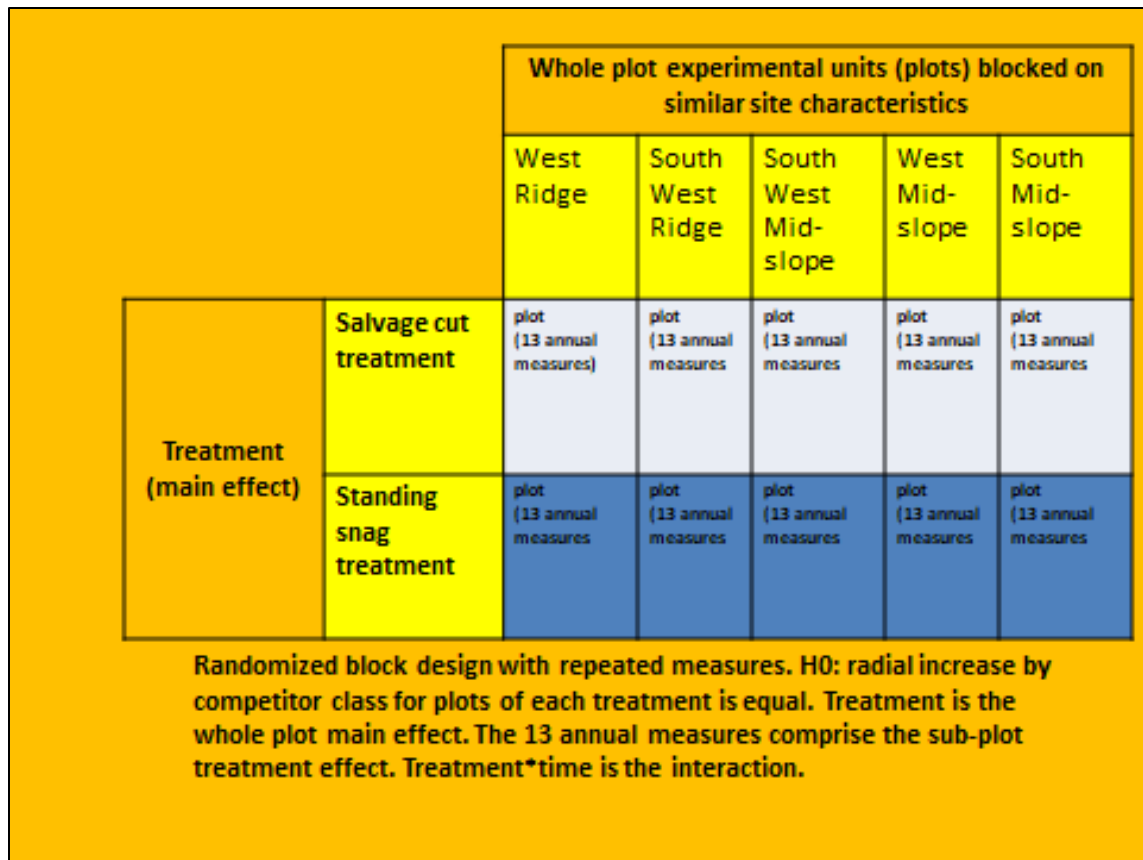 Whole plot experimental units (plots) blocked on
similar site characteristics
West
Ridge
South
West
Ridge
South
West
Mid-
slope
West
Mid-
slope
South
Mid-
slope
Treatment
(main effect)
Salvage cut
treatment
plot
(13 annual
measures)
plot
(13 annual
measures
plot
(13 annual
measures
plot
(13 annual
measures
plot
(13 annual
measures
Standing
snag
treatment
plot
(13 annual
measures
plot
(13 annual
measures
plot
(13 annual
measures
plot
(13 annual
measures
plot
(13 annual
measures
Randomized block design with repeated measures. H0: radial increase by
competitor class for plots of each treatment is equal. Treatment is the
whole plot main effect. The 13 annual measures comprise the sub-plot
treatment effect. Treatment*time is the interaction.